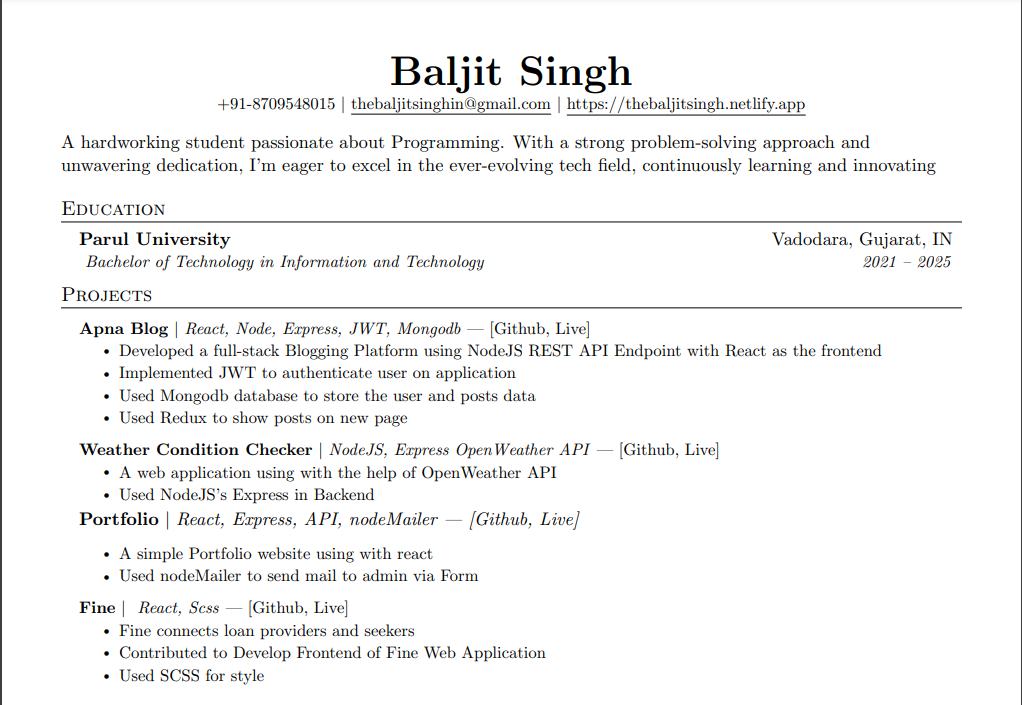 Baljit Singh
+91-8709548015 | thebaljitsinghin@gmail.com | https://thebaljitsingh.netlify.app
A hardworking student passionate about Programming. With a strong problem-solving approach and
unwavering dedication, I'm eager to excel in the ever-evolving tech field, continuously learning and innovating
Education
Parul University Vadodara, Gujarat, IN
Bachelor of Technology in Information and Technology 2021 – 2025
Projects
Apna Blog | React, Node, Express, JWT, Mongodb — [Github, Live]
• Developed a full-stack Blogging Platform using NodeJS REST API Endpoint with React as the frontend
• Implemented JWT to authenticate user on application
• Used Mongodb database to store the user and posts data
• Used Redux to show posts on new page
Weather Condition Checker | NodeJS, Express OpenWeather API — [Github, Live]
• A web application using with the help of OpenWeather API
• Used NodeJS's Express in Backend
Portfolio | React, Express, API, nodeMailer — [Github, Live]
• A simple Portfolio website using with react
• Used nodeMailer to send mail to admin via Form
Fine | React, Scss — [Github, Live]
• Fine connects loan providers and seekers
• Contributed to Develop Frontend of Fine Web Application
• Used SCSS for style